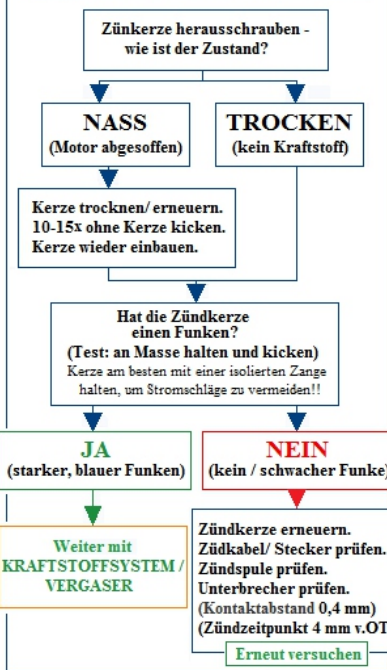 Zünkerze herausschrauben -
wie ist der Zustand?
NASS
(Motor abgesoffen)
TROCKEN
(kein Kraftstoff)
Kerze trocknen/ erneuern.
10-15x ohne Kerze kicken.
Kerze wieder einbauen.
Hat die Zündkerze
einen Funken?
(Test: an Masse halten und kicken)
Kerze am besten mit einer isolierten Zange
halten, um Stromschläge zu vermeiden!!
JA
(starker, blauer Funken)
NEIN
(kein / schwacher Funke)
Weiter mit
KRAFTSTOFFSYSTEM /
VERGASER
Zündkerze erneuern.
Züdkabel/ Stecker prüfen.
Zündspule prüfen.
Unterbrecher prüfen.
(Kontaktabstand 0,4 mm)
(Zündzeitpunkt 4 mm v.OT
Erneut versuchen